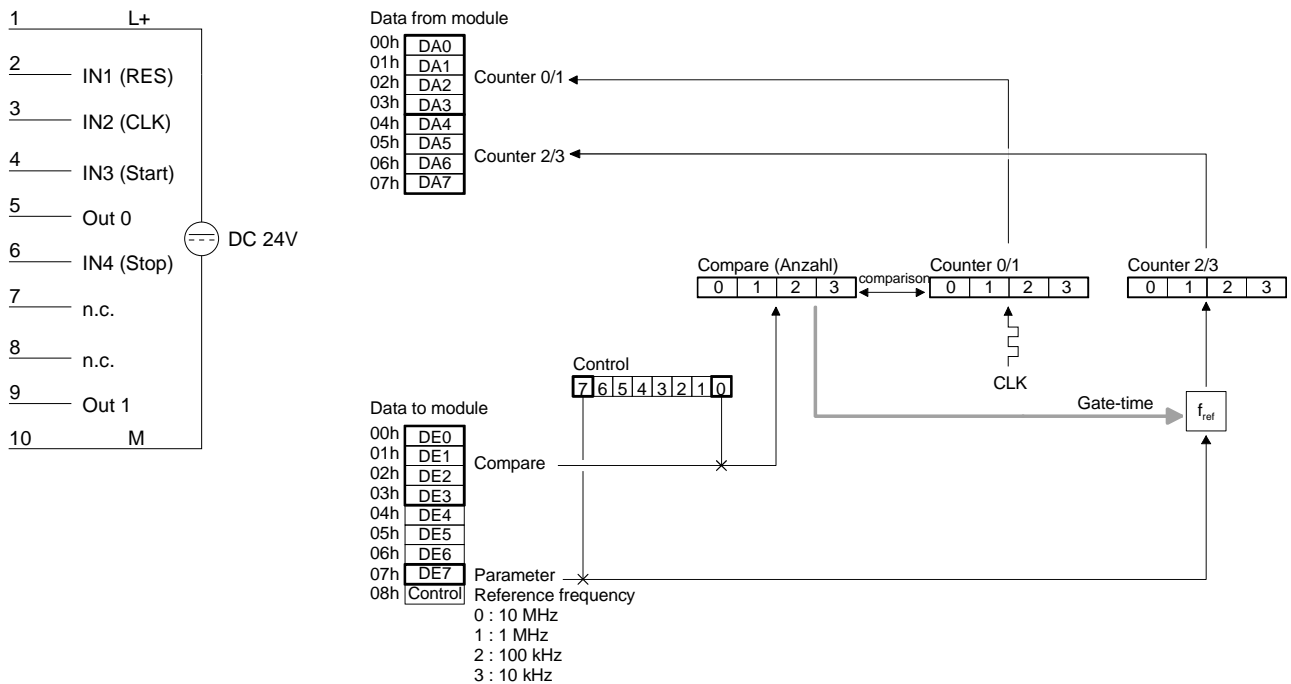 1 L+
2 IN1 (RES)
3 IN2 (CLK)
4 IN3 (Start)
5 Out 0
6 IN4 (Stop)
7 n.c.
8 n.c.
9 Out 1
10 M
DC 24V
Data from module
00h DA0
01h DA1
02h DA2
03h DA3
04h DA4
05h DA5
06h DA6
07h DA7
Counter 0/1
Counter 2/3
Compare (Anzahl)
0 1 2 3
comparison
Counter 0/1
0 1 2 3
Counter 2/3
0 1 2 3
CLK
Control
7 6 5 4 3 2 1 0
Gate-time
fref
Data to module
00h DE0
01h DE1
02h DE2
03h DE3
04h DE4
05h DE5
06h DE6
07h DE7
08h Control
Compare
Parameter
Reference frequency
0 : 10 MHz
1 : 1 MHz
2 : 100 kHz
3 : 10 kHz